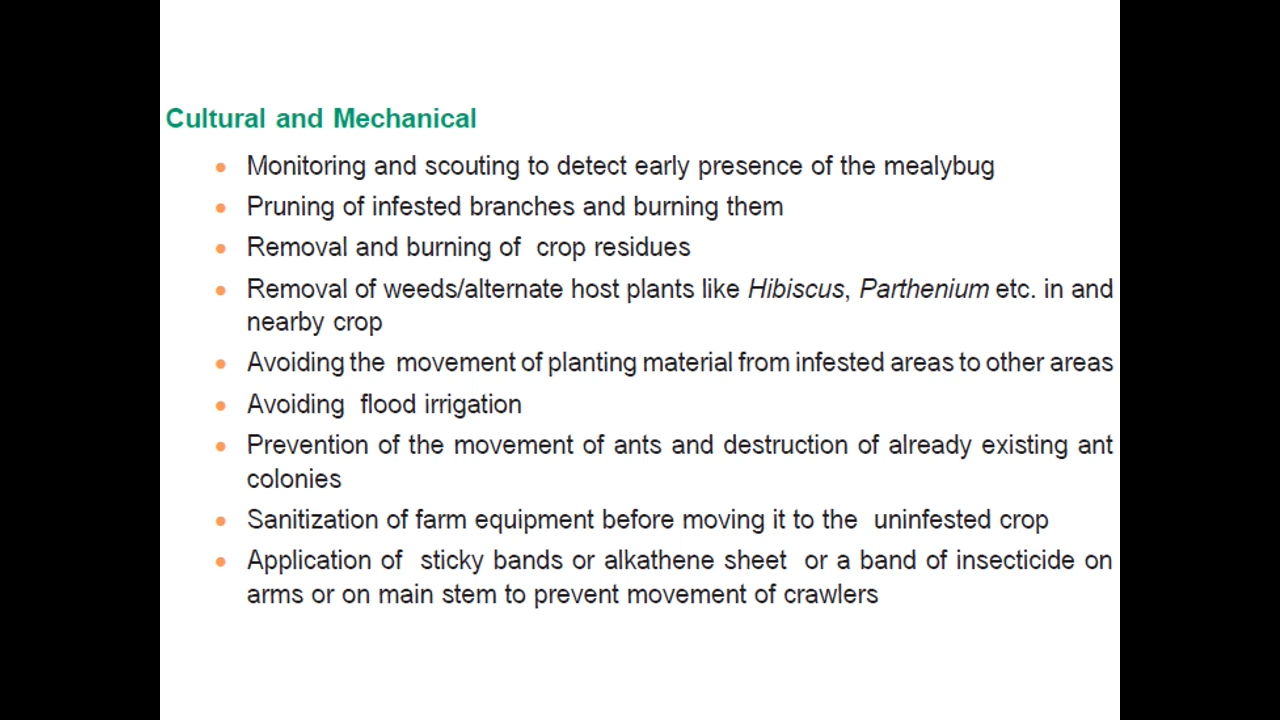 Cultural and Mechanical
• Monitoring and scouting to detect early presence of the mealybug
• Pruning of infested branches and burning them
• Removal and burning of crop residues
• Removal of weeds/alternate host plants like Hibiscus, Parthenium etc. in and
nearby crop
• Avoiding the movement of planting material from infested areas to other areas
• Avoiding flood irrigation
• Prevention of the movement of ants and destruction of already existing ant
colonies
• Sanitization of farm equipment before moving it to the uninfested crop
• Application of sticky bands or alkathene sheet or a band of insecticide on
arms or on main stem to prevent movement of crawlers